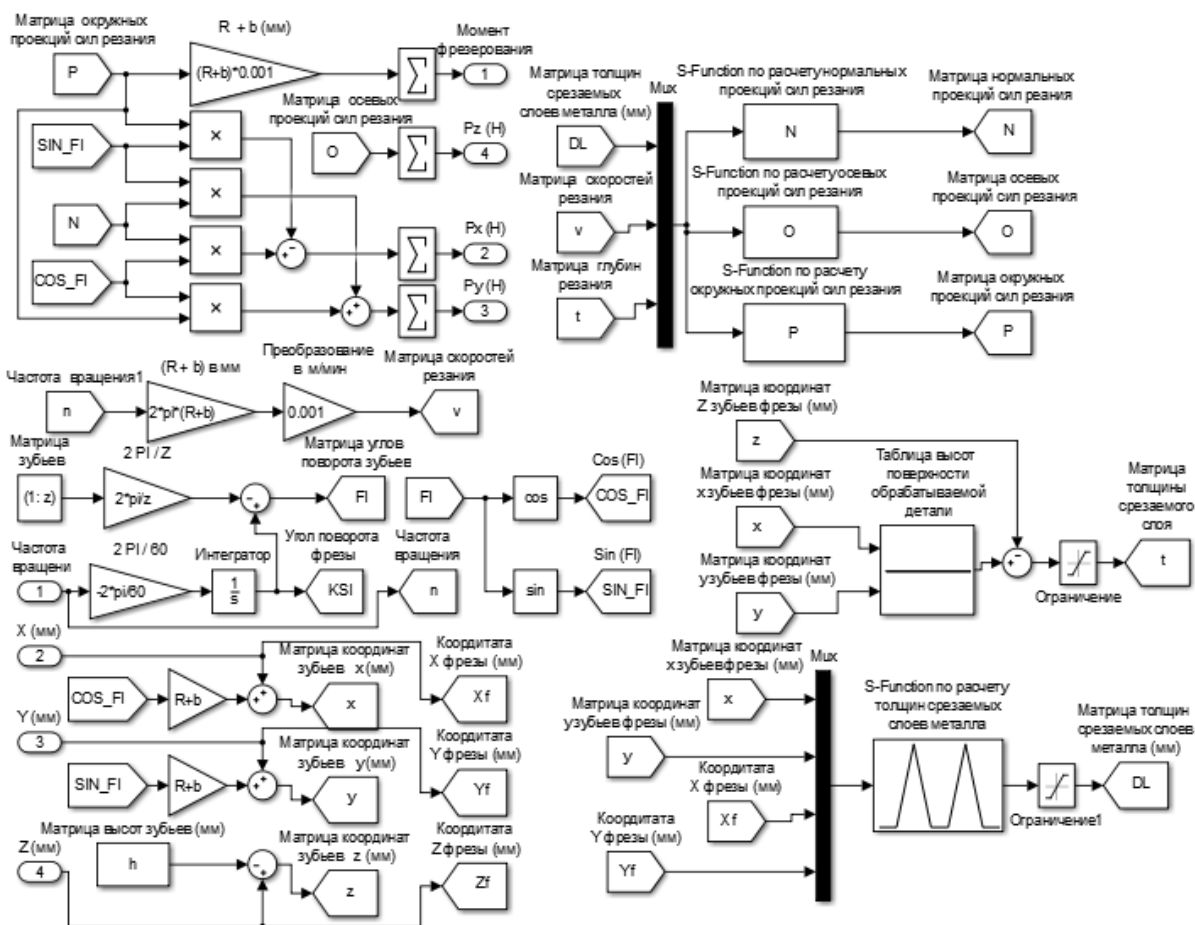 Матрица окружных
проекций сил резания
P
R + b (мм)
(R+b)*0.001
Момент
фрезерования
1
Матрица осевых
проекций сил резания
O
Pz (Н)
4
SIN_FI
×
×
N
×
COS_FI
×
Px (Н)
2
Py (Н)
3
Матрица толщин
срезаемых
слоев металла (мм)
DL
Матрица скоростей
резания
v
Матрица глубин
резания
t
Mux
S-Function по расчету нормальных
проекций сил резания
N
S-Function по расчету осевых
проекций сил резания
O
S-Function по расчету
окружных проекций сил резания
P
Матрица нормальных
проекций сил реания
N
Матрица осевых
проекций сил резания
O
Матрица окружных
проекций сил резания
P
Частота вращения1
n
(R + b) в мм
2*pi*(R+b)
Преобразование
в м/мин
0.001
Матрица скоростей
резания
v
Матрица
зубьев
(1: z)
2 PI / Z
2*pi/z
Матрица углов
поворота зубьев
FI
FI
cos
Cos (FI)
COS_FI
sin
Sin (FI)
SIN_FI
Частота
вращени
1
2 PI / 60
-2*pi/60
Интегратор
1
s
Угол поворота
фрезы
KSI
Частота
вращения
n
X (мм)
2
COS_FI
R+b
Матрица координат
зубьев x (мм)
x
Коордитата
X фрезы (мм)
Xf
Y (мм)
3
SIN_FI
R+b
Матрица координат
зубьев y(мм)
y
Коордитата
Y фрезы (мм)
Yf
Матрица высот зубьев (мм)
h
Z (мм)
4
Матрица координат
зубьев z (мм)
z
Коордитата
Z фрезы (мм)
Zf
Матрица координат
Z зубьев фрезы (мм)
z
Матрица координат
x зубьев фрезы (мм)
x
Матрица координат
y зубьев фрезы (мм)
y
Таблица высот
поверхности
обрабатываемой
детали
Ограничение
Матрица
толщины
срезаемого
слоя
t
Матрица координат
x зубьев фрезы (мм)
x
Матрица координат
y зубьев фрезы (мм)
y
Коордитата
X фрезы (мм)
Xf
Коордитата
Y фрезы (мм)
Yf
Mux
S-Function по расчету
толщин срезаемых
слоев металла
Ограничение1
Матрица толщин
срезаемых слоев
металла (мм)
DL